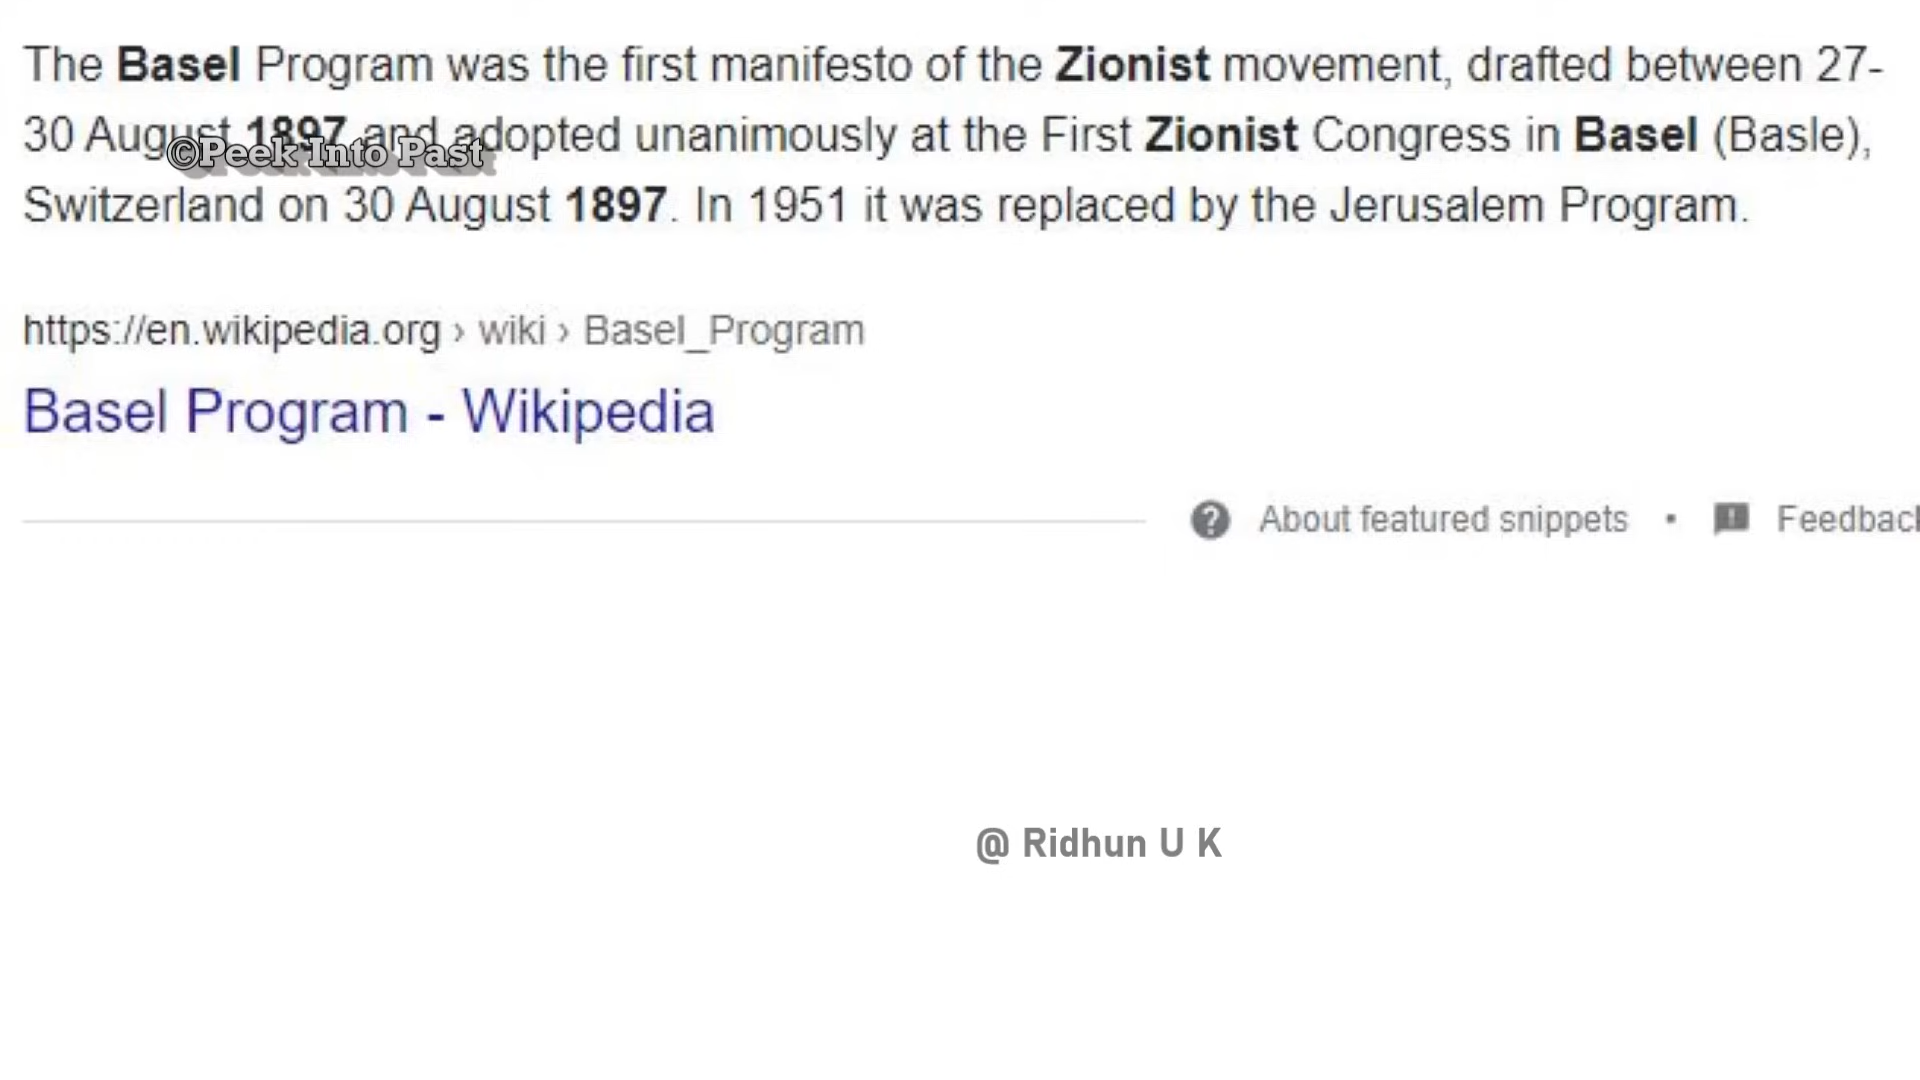 The Basel Program was the first manifesto of the Zionist movement, drafted between 27-
30 August 1897 and adopted unanimously at the First Zionist Congress in Basel (Basle),
©Peek Into Past
Switzerland on 30 August 1897. In 1951 it was replaced by the Jerusalem Program.
https://en.wikipedia.org › wiki › Basel_Program
Basel Program - Wikipedia
About featured snippets • Feedback
@ Ridhun U K